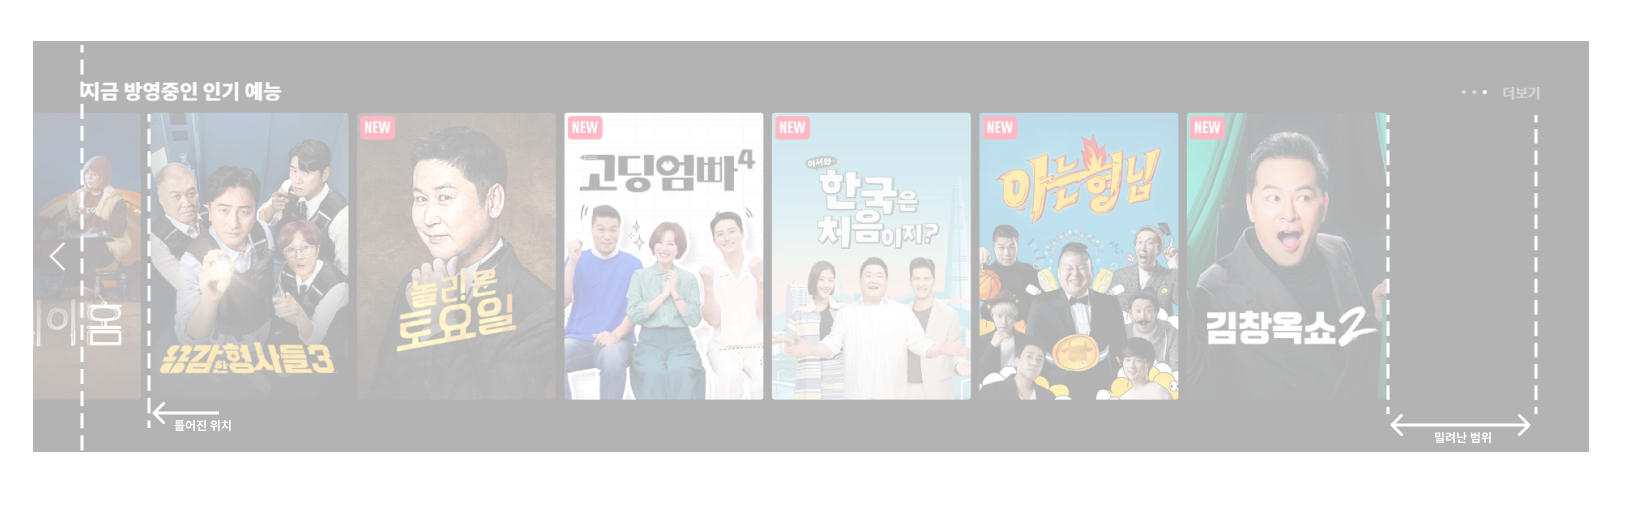 지금 방영중인 인기 예능
더보기
이윰
용감한형사들3
NEW
놀라운
토요일
NEW
고딩엄빠4
NEW
어서와~
한국은
처음이지?
NEW
아는형님
NEW
김창옥쇼2
틀어진 위치
밀려난 범위